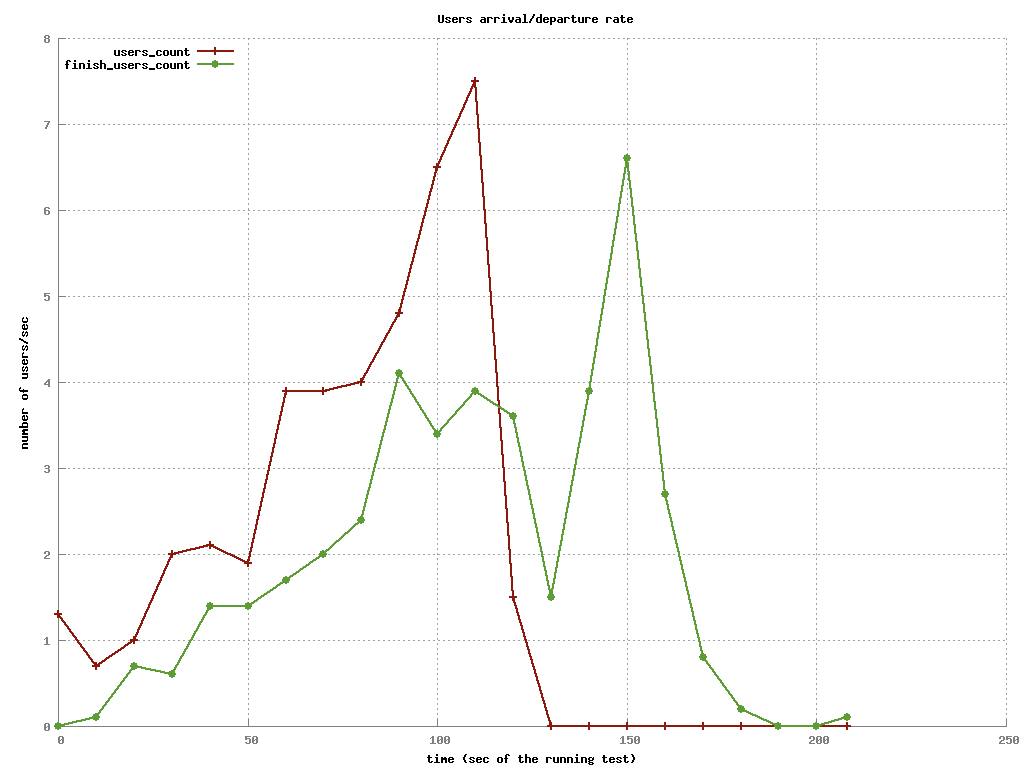 Users arrival/departure rate
users_count
finish_users_count
8
7
6
5
4
3
2
1
0
number of users/sec
0 50 100 150 200 250
time (sec of the running test)